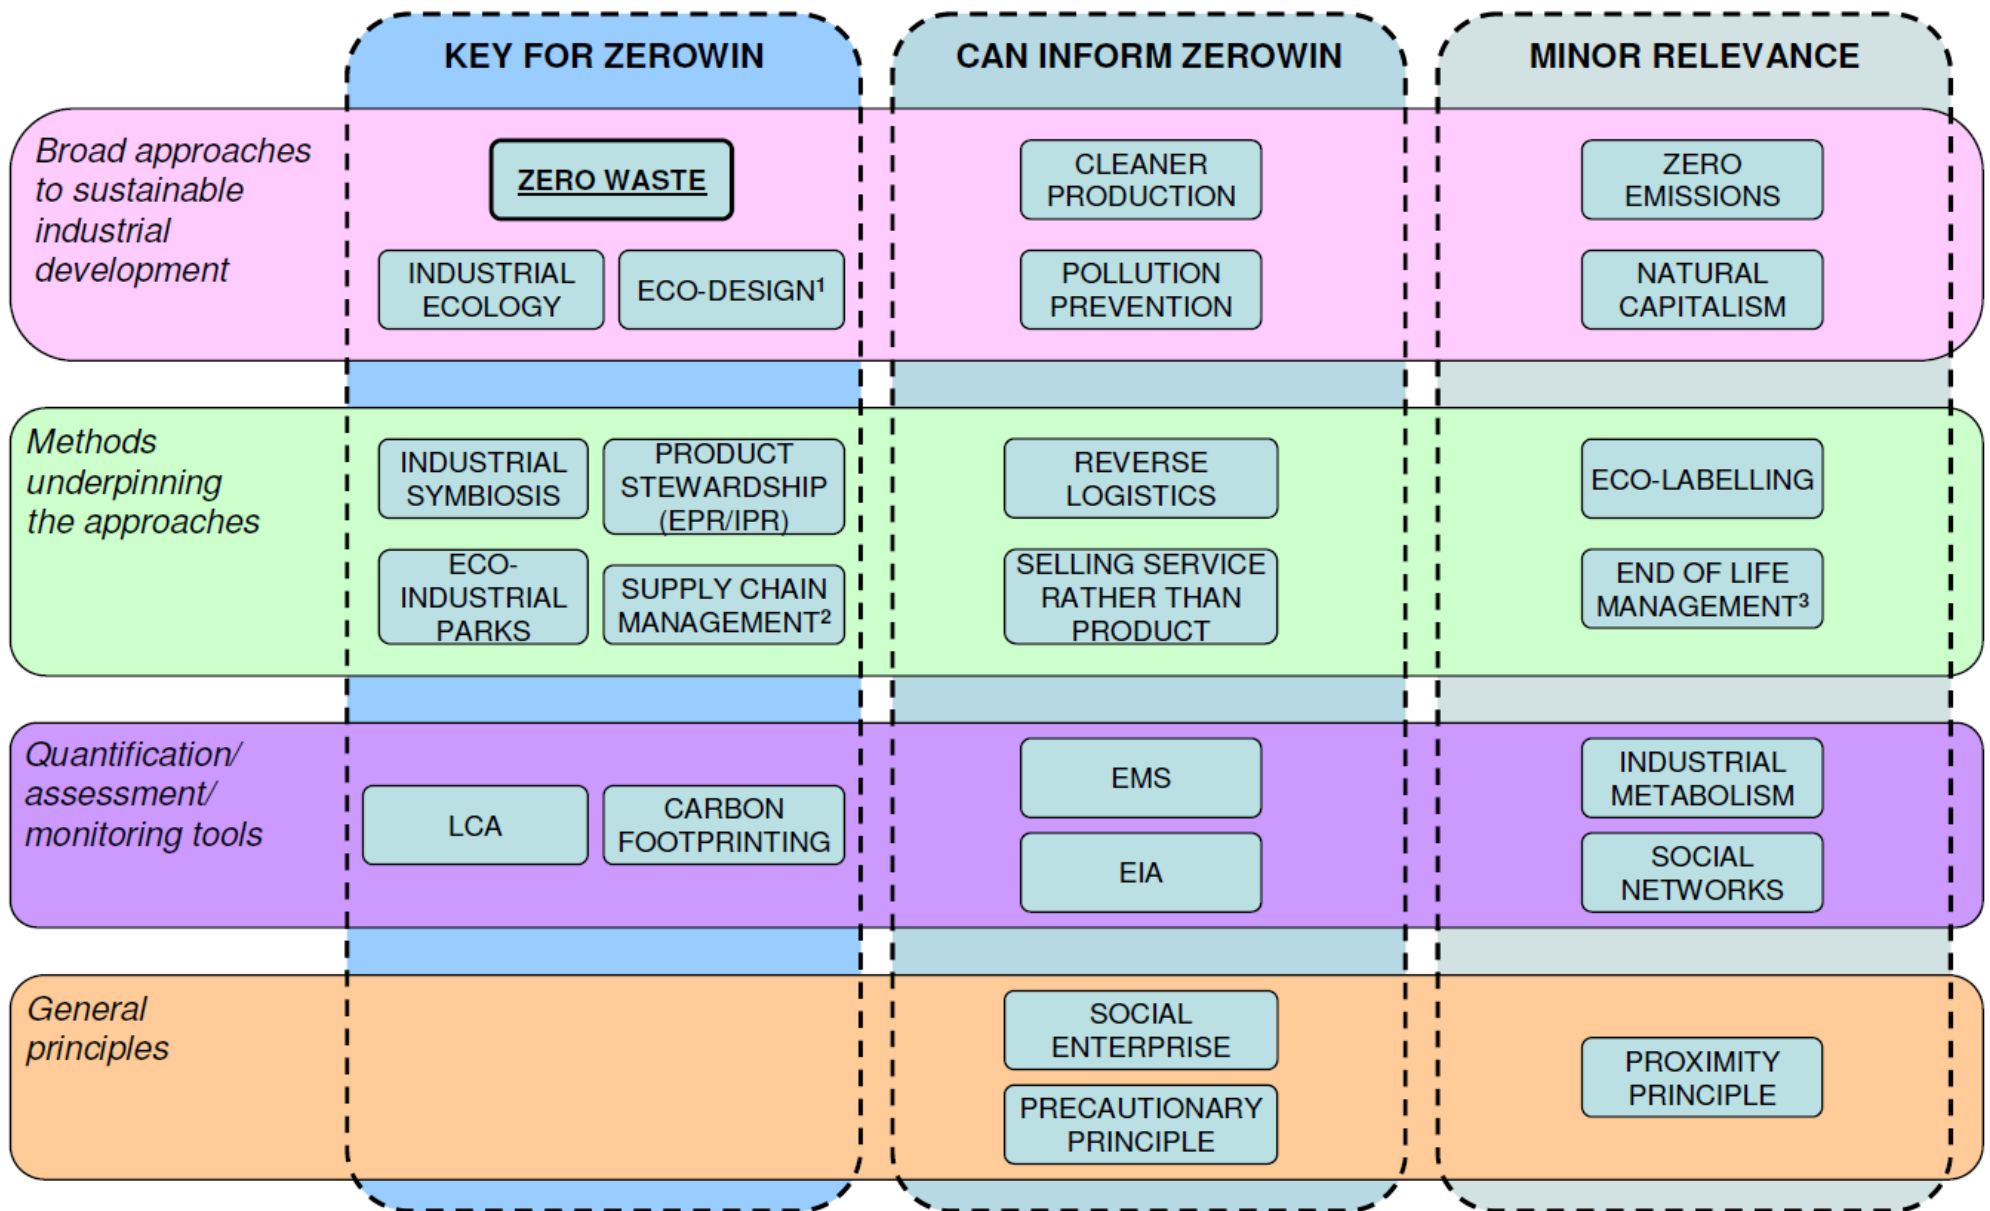 KEY FOR ZEROWIN
CAN INFORM ZEROWIN
MINOR RELEVANCE
Broad approaches
to sustainable
industrial
development
ZERO WASTE
INDUSTRIAL
ECOLOGY
ECO-DESIGN¹
CLEANER
PRODUCTION
POLLUTION
PREVENTION
ZERO
EMISSIONS
NATURAL
CAPITALISM
Methods
underpinning
the approaches
INDUSTRIAL
SYMBIOSIS
PRODUCT
STEWARDSHIP
(EPR/IPR)
ECO-
INDUSTRIAL
PARKS
SUPPLY CHAIN
MANAGEMENT²
REVERSE
LOGISTICS
SELLING SERVICE
RATHER THAN
PRODUCT
ECO-LABELLING
END OF LIFE
MANAGEMENT³
Quantification/
assessment/
monitoring tools
LCA
CARBON
FOOTPRINTING
EMS
EIA
INDUSTRIAL
METABOLISM
SOCIAL
NETWORKS
General
principles
SOCIAL
ENTERPRISE
PRECAUTIONARY
PRINCIPLE
PROXIMITY
PRINCIPLE